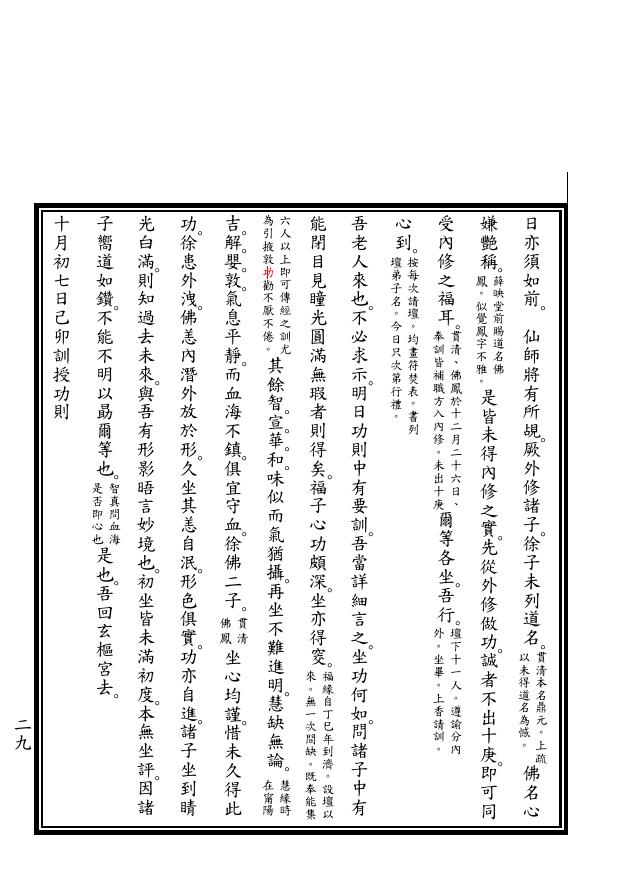 日亦須如前。 仙師將有所覘。厥外修諸子徐子未列道名。貫清本名鼎元。上疏以未得道名為憾。佛名心
嫌艷稱。薛映堂前賜道名佛鳳。似覺鳳字不雅。是皆未得內修之實。先從外修做功。誠者不出十庚。即可同
受內修之福耳。貫清、佛鳳於十二月二十六日、奉訓皆補職方入內修。未出十庚爾等各坐。吾行。壇下十一人。遵諭分內外。坐畢。上香請訓。
心到。按每次請壇。均畫符焚表。書列壇弟子名。今日只次第行禮。
吾老人來也。不必求示。明日功則中有要訓。吾當詳細言之。坐功何如問諸子中有
能閉目見瞳光圓滿無瑕者則得矣。福子心功頗深。坐亦得突。福緣自丁巳年到濟。設壇以來。無一次間缺。既奉能集
六人以上即可傳經之訓尤為引掖敦功勸不厭不倦。其餘智。宣。華。和。味似而氣猶攝。再坐不難進明。慧缺無論。慧緣時在甯陽
吉。解。嬰。敦。氣息平靜。而血海不鎮。俱宜守血。徐佛二子。貫清佛鳳坐心均謹。惜未久得此
功。徐患外洩。佛恙內潛外放於形。久坐其恙自泯。形色俱實。功亦自進。諸子坐到睛
光白滿。則知過去未來。與吾有形影晤言妙境也。初坐皆未滿初度。本無坐評。因諸
子嚮道如鑽。不能不明以勗爾等也。智真問血海是否即心也是也。吾回玄樞宮去。
十月初七日己卯訓授功則
二九